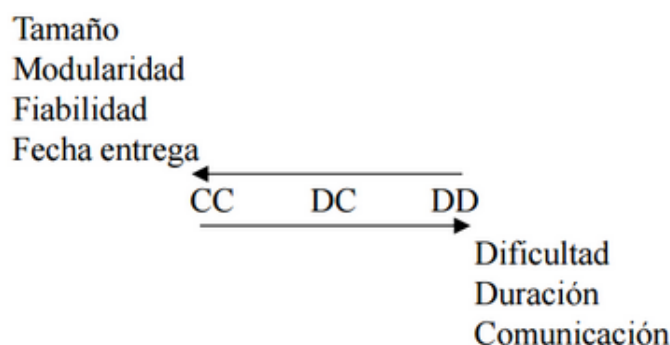 Tamaño
Modularidad
Fiabilidad
Fecha entrega
CC DC DD
Dificultad
Duración
Comunicación